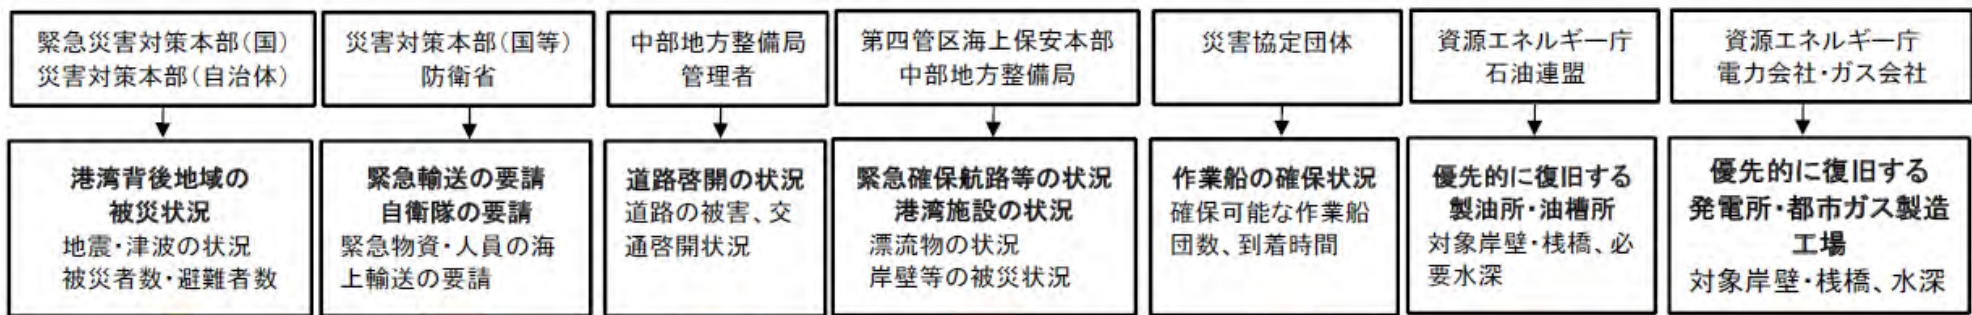 緊急災害対策本部(国)
災害対策本部(自治体)
災害対策本部(国等)
防衛省
中部地方整備局
管理者
第四管区海上保安本部
中部地方整備局
災害協定団体
資源エネルギー庁
石油連盟
資源エネルギー庁
電力会社・ガス会社
港湾背後地域の
被災状況
地震・津波の状況
被災者数・避難者数
緊急輸送の要請
自衛隊の要請
緊急物資・人員の海
上輸送の要請
道路啓開の状況
道路の被害、交
通啓開状況
緊急確保航路等の状況
港湾施設の状況
漂流物の状況
岸壁等の被災状況
作業船の確保状況
確保可能な作業船
団数、到着時間
優先的に復旧する
製油所・油槽所
対象岸壁・桟橋、必
要水深
優先的に復旧する
発電所・都市ガス製造
工場
対象岸壁・桟橋、水深